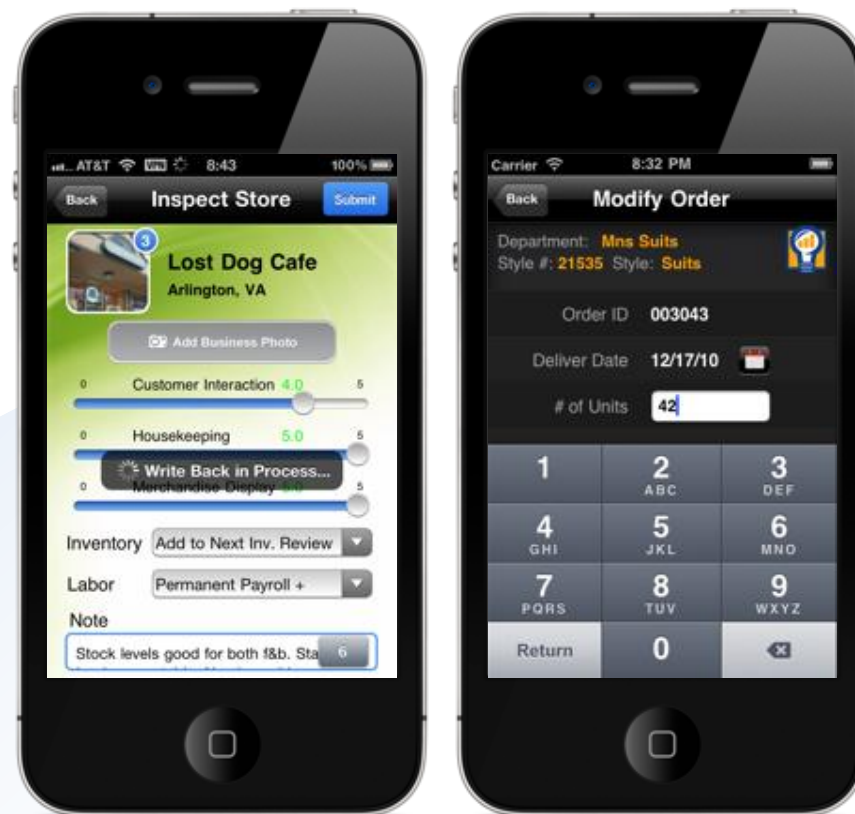 AT&T VPN 8:43 100%
Back Inspect Store Submit
3
Lost Dog Cafe
Arlington, VA
Add Business Photo
0 Customer Interaction 4.0 5
0 Housekeeping 5.0 5
Write Back in Process...
0 Merchandise Display 5.0 5
Inventory Add to Next Inv. Review
Labor Permanent Payroll +
Note
Stock levels good for both f&b. Sta
6
Carrier 8:32 PM
Back Modify Order
Department: Mns Suits
Style #: 21535 Style: Suits
Order ID 003043
Deliver Date 12/17/10
# of Units 42
1 2 3
ABC DEF
4 5 6
GHI JKL MNO
7 8 9
PQRS TUV WXYZ
Return 0